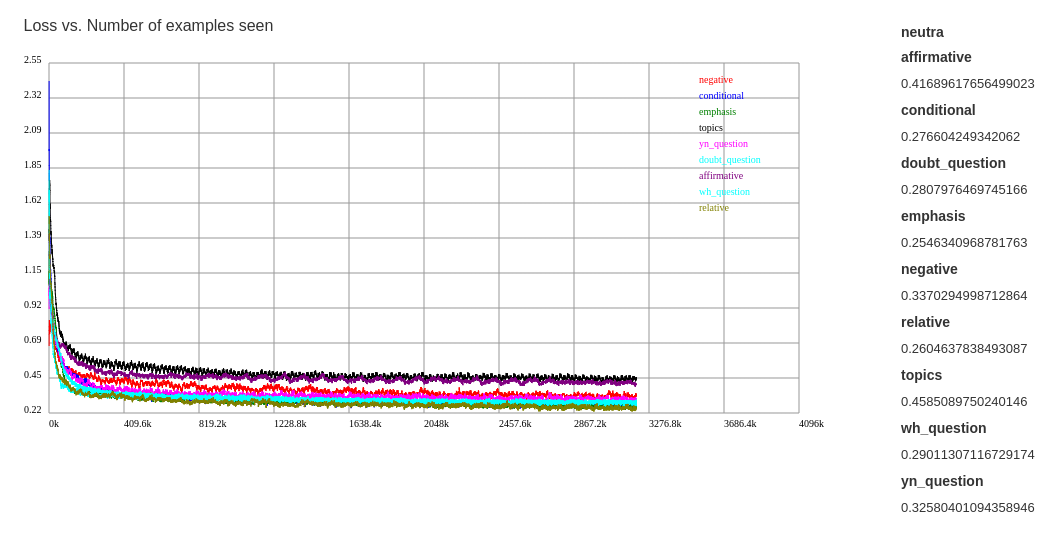 Loss vs. Number of examples seen
2.55
2.32
2.09
1.85
1.62
1.39
1.15
0.92
0.69
0.45
0.22
0k
409.6k
819.2k
1228.8k
1638.4k
2048k
2457.6k
2867.2k
3276.8k
3686.4k
4096k
negative
conditional
emphasis
topics
yn_question
doubt_question
affirmative
wh_question
relative
neutra
affirmative
0.41689617656499023
conditional
0.276604249342062
doubt_question
0.2807976469745166
emphasis
0.2546340968781763
negative
0.3370294998712864
relative
0.2604637838493087
topics
0.4585089750240146
wh_question
0.29011307116729174
yn_question
0.32580401094358946